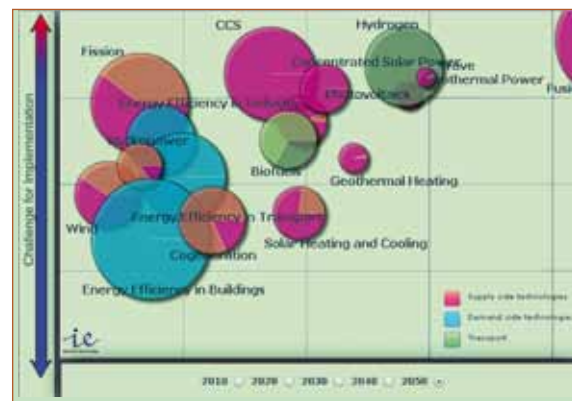 CCS
Hydrogen
Fission
Concentrated Solar Power
Wave
Geothermal Power
Photovoltaics
Fusion
Energy Efficiency in Industry
Hydropower
Biofuels
Geothermal Heating
Wind
Energy Efficiency in Transport
Solar Heating and Cooling
Cogeneration
Energy Efficiency in Buildings
Challenge for Implementation
Supply side technologies
Demand side technologies
Transport
ie
2010 2020 2030 2040 2050